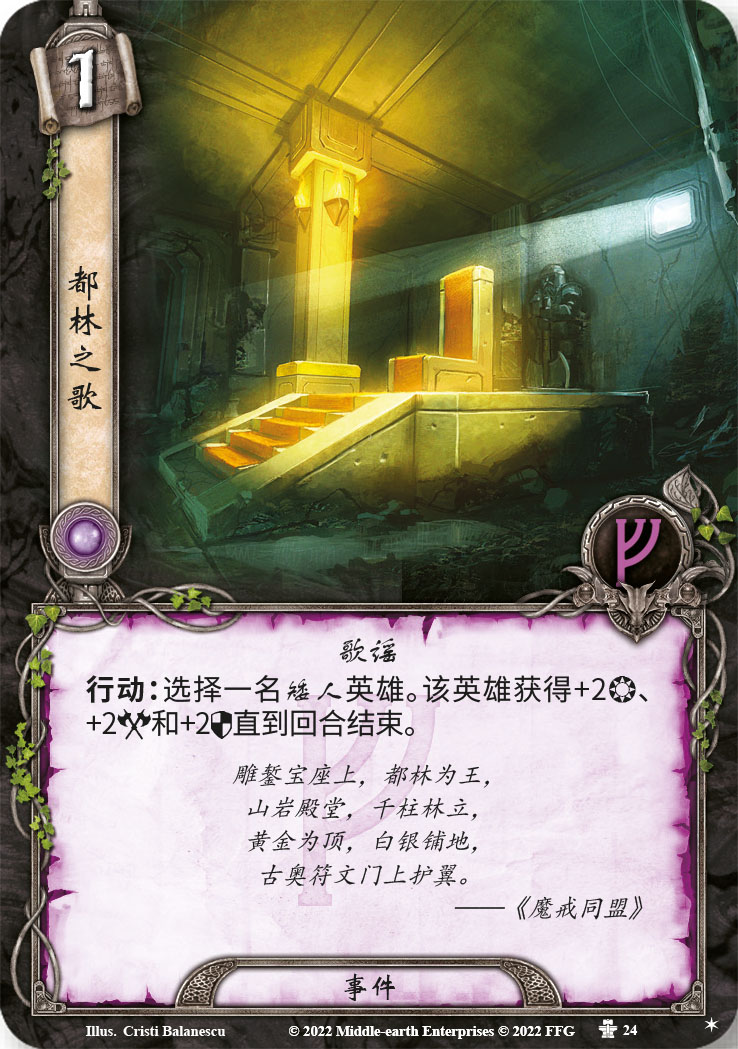 1
都林之歌
歌谣
行动：选择一名矮人英雄。该英雄获得+2、
+2和+2直到回合结束。
雕錾宝座上，都林为王，
山岩殿堂，千柱林立，
黄金为顶，白银铺地，
古奥符文门上护翼。
——《魔戒同盟》
事件
Illus. Cristi Balanescu © 2022 Middle-earth Enterprises © 2022 FFG 24